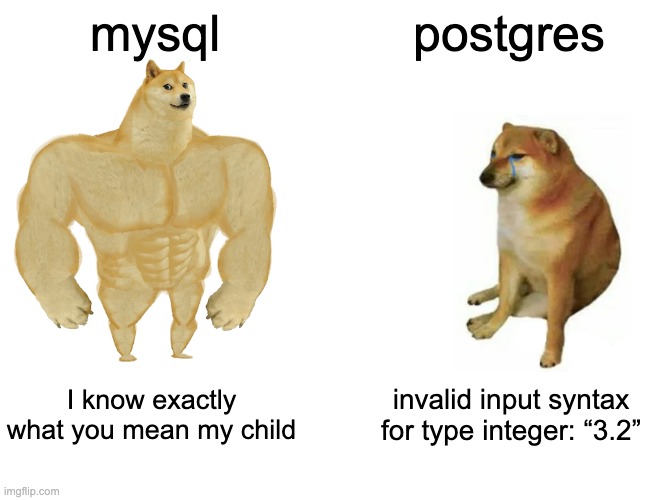 mysql
postgres
I know exactly
what you mean my child
invalid input syntax
for type integer: “3.2”
imgflip.com